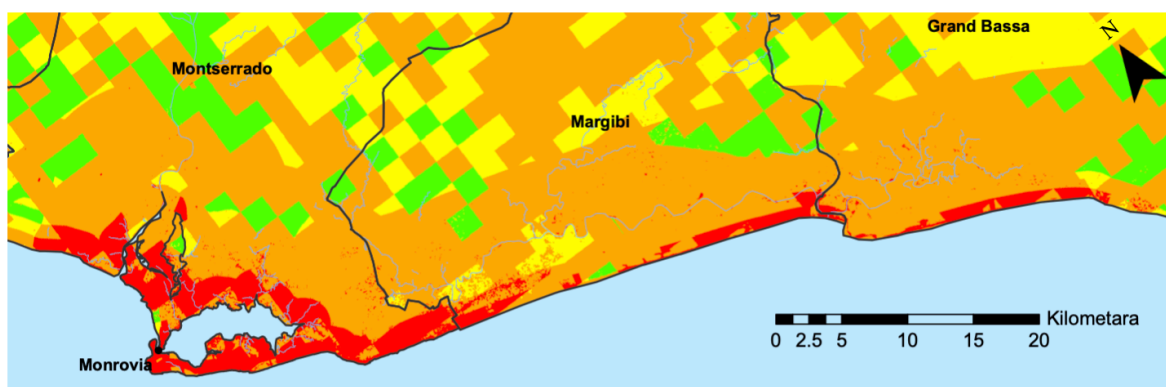 Grand Bassa
N
Montserrado
Margibi
Kilometara
0 2.5 5 10 15 20
Monrovia